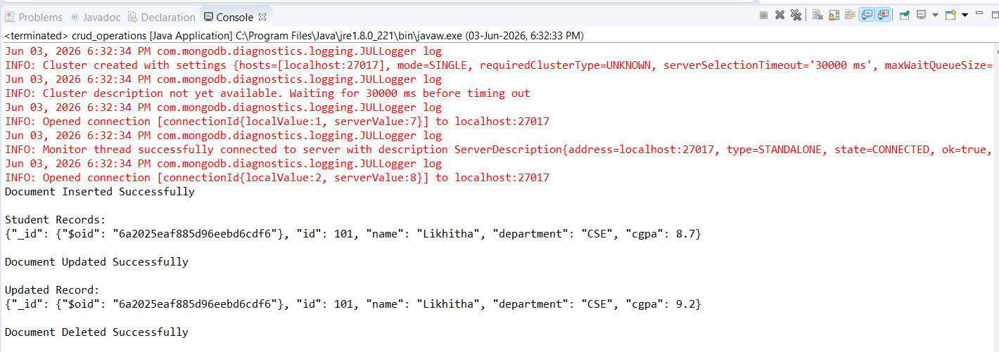 Problems @ Javadoc Declaration Console
<terminated> crud_operations [Java Application] C:\Program Files\Java\jre1.8.0_221\bin\javaw.exe (03-Jun-2026, 6:32:33 PM)
Jun 03, 2026 6:32:34 PM com.mongodb.diagnostics.logging.JULLogger log
INFO: Cluster created with settings {hosts=[localhost:27017], mode=SINGLE, requiredClusterType=UNKNOWN, serverSelectionTimeout='30000 ms', maxWaitQueueSize=
Jun 03, 2026 6:32:34 PM com.mongodb.diagnostics.logging.JULLogger log
INFO: Cluster description not yet available. Waiting for 30000 ms before timing out
Jun 03, 2026 6:32:34 PM com.mongodb.diagnostics.logging.JULLogger log
INFO: Opened connection [connectionId{localValue:1, serverValue:7}] to localhost:27017
Jun 03, 2026 6:32:34 PM com.mongodb.diagnostics.logging.JULLogger log
INFO: Monitor thread successfully connected to server with description ServerDescription{address=localhost:27017, type=STANDALONE, state=CONNECTED, ok=true,
Jun 03, 2026 6:32:34 PM com.mongodb.diagnostics.logging.JULLogger log
INFO: Opened connection [connectionId{localValue:2, serverValue:8}] to localhost:27017
Document Inserted Successfully
Student Records:
{"_id": {"$oid": "6a2025eaf885d96eebd6cdf6"}, "id": 101, "name": "Likhitha", "department": "CSE", "cgpa": 8.7}
Document Updated Successfully
Updated Record:
{"_id": {"$oid": "6a2025eaf885d96eebd6cdf6"}, "id": 101, "name": "Likhitha", "department": "CSE", "cgpa": 9.2}
Document Deleted Successfully